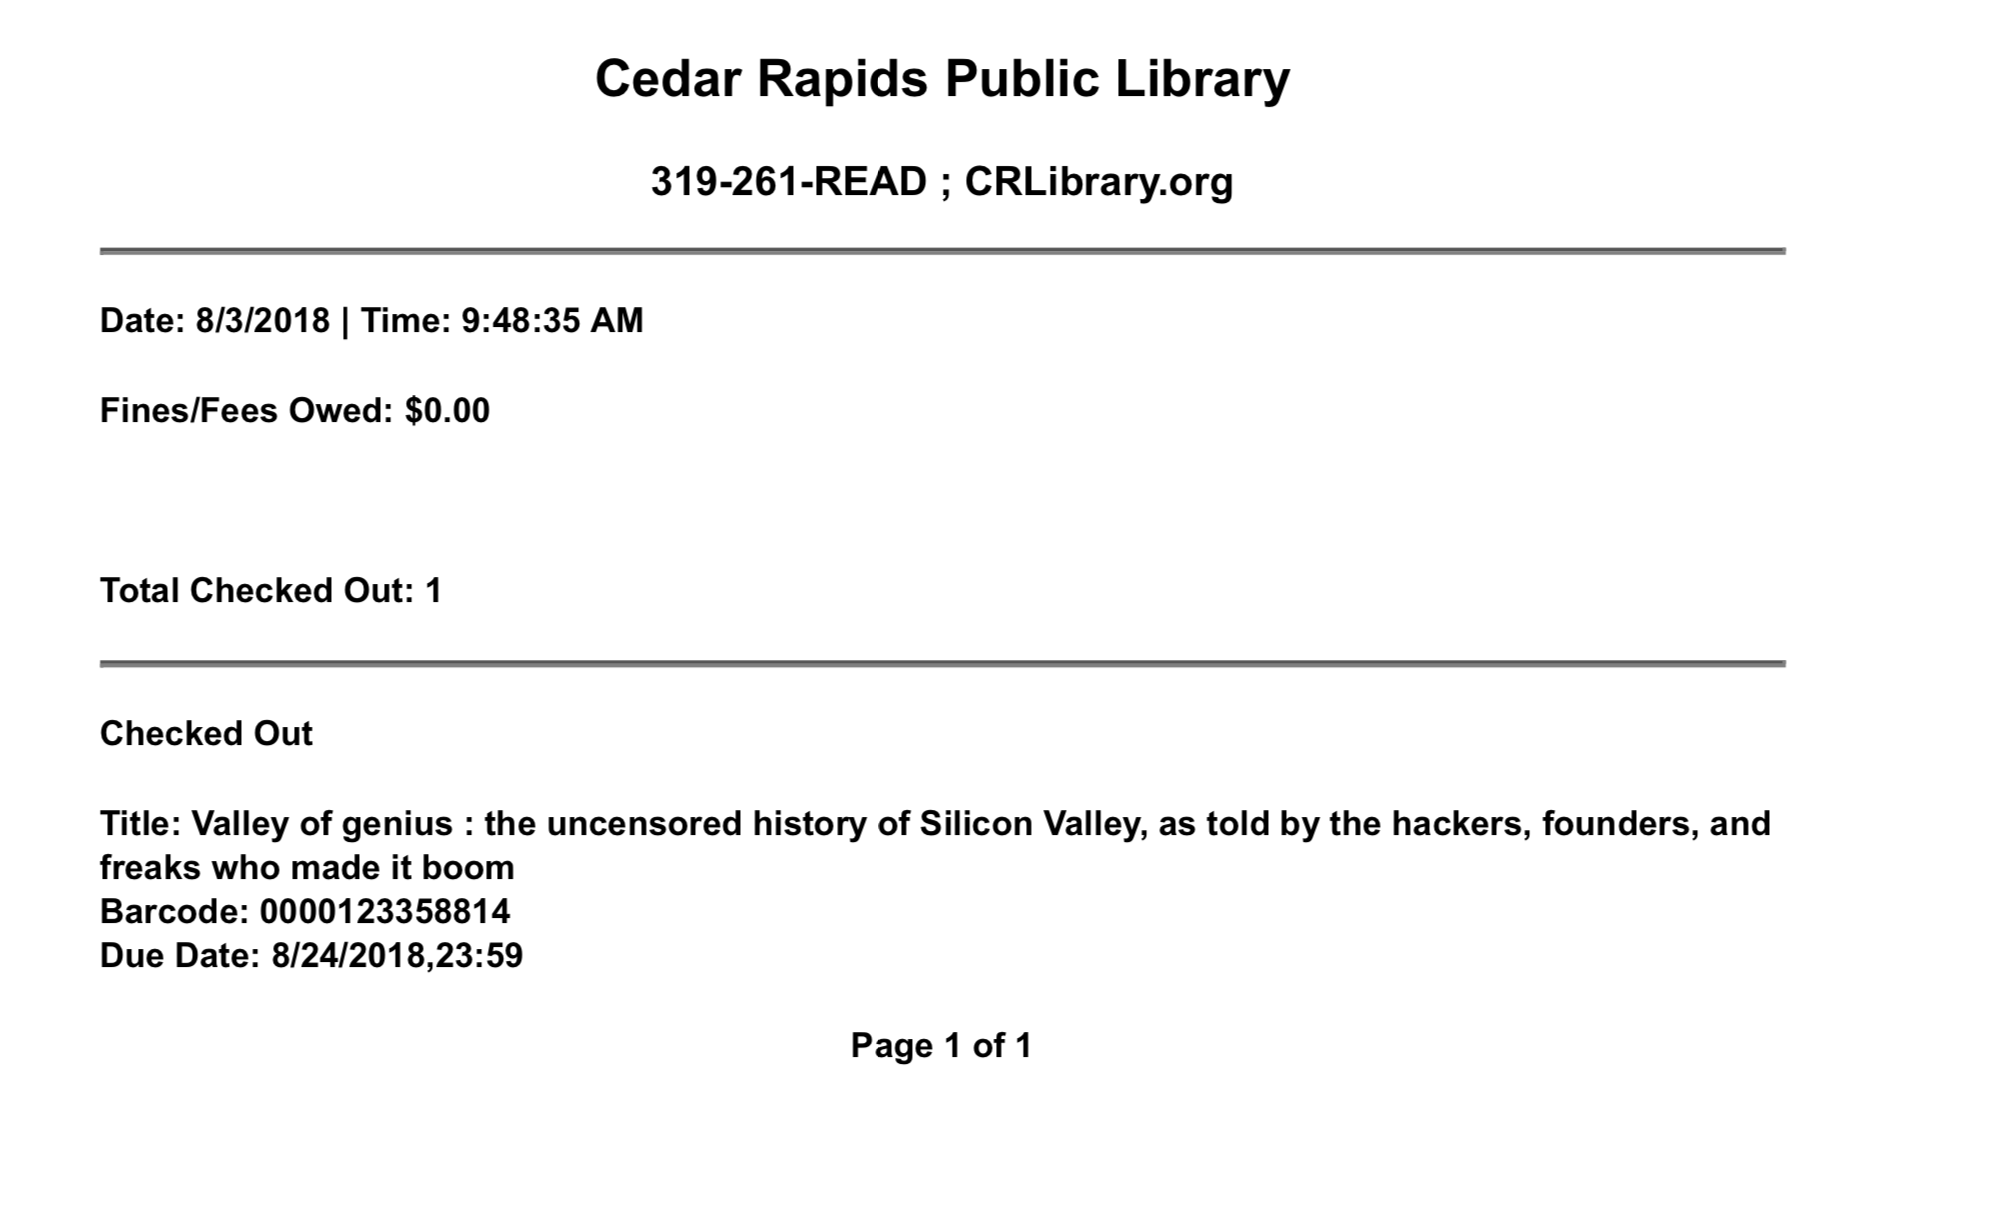 Cedar Rapids Public Library
319-261-READ ; CRLibrary.org
Date: 8/3/2018 | Time: 9:48:35 AM
Fines/Fees Owed: $0.00
Total Checked Out: 1
Checked Out
Title: Valley of genius : the uncensored history of Silicon Valley, as told by the hackers, founders, and
freaks who made it boom
Barcode: 0000123358814
Due Date: 8/24/2018,23:59
Page 1 of 1